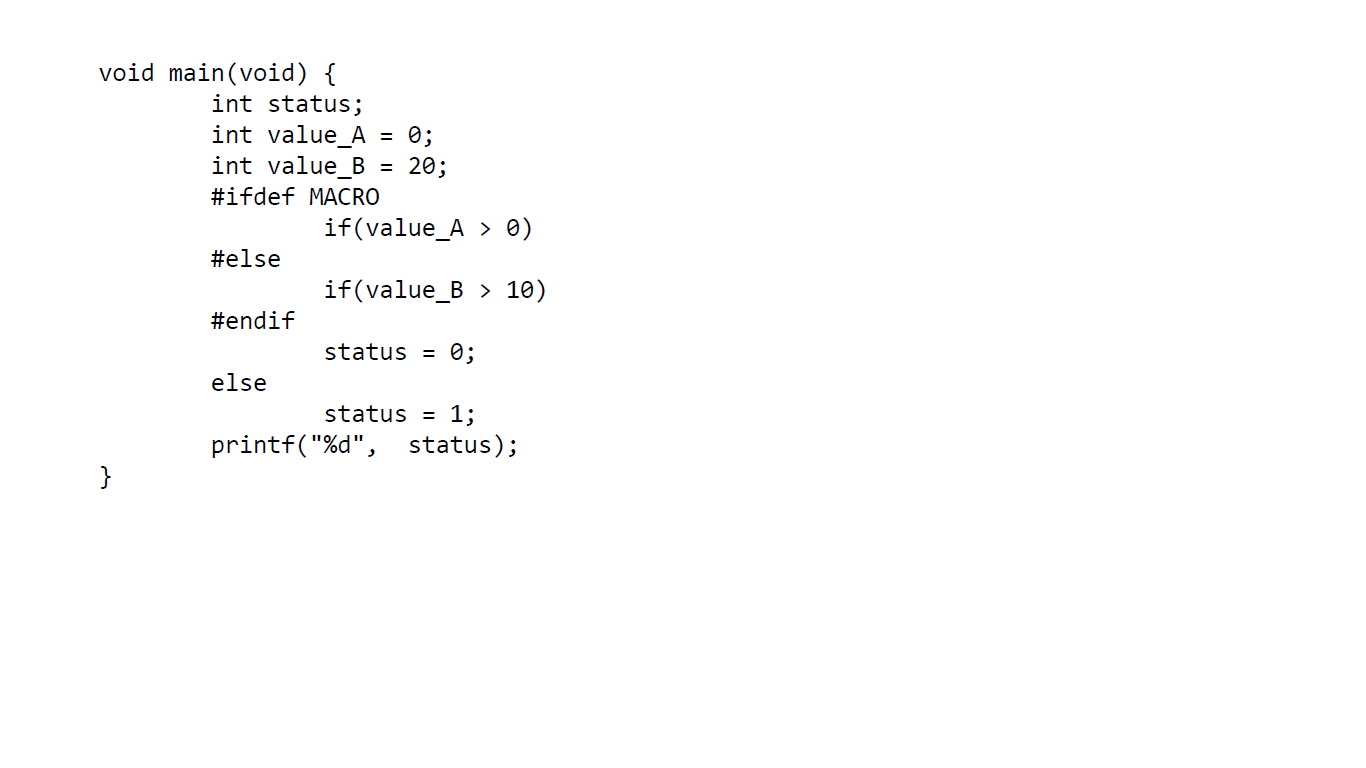 void main(void) {
        int status;
        int value_A = 0;
        int value_B = 20;
        #ifdef MACRO
                if(value_A > 0)
        #else
                if(value_B > 10)
        #endif
                status = 0;
        else
                status = 1;
        printf("%d",  status);
}